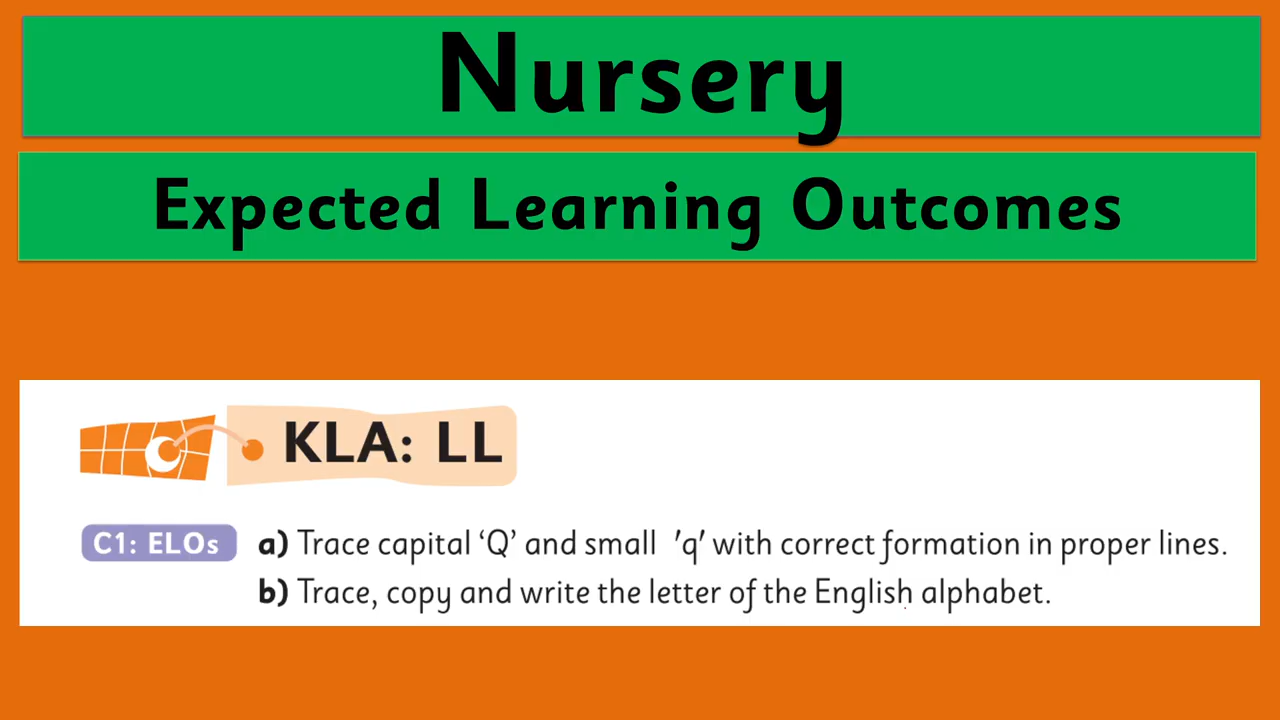 Nursery
Expected Learning Outcomes
KLA: LL
C1: ELOs a) Trace capital ‘Q’ and small 'q' with correct formation in proper lines.
b) Trace, copy and write the letter of the English alphabet.